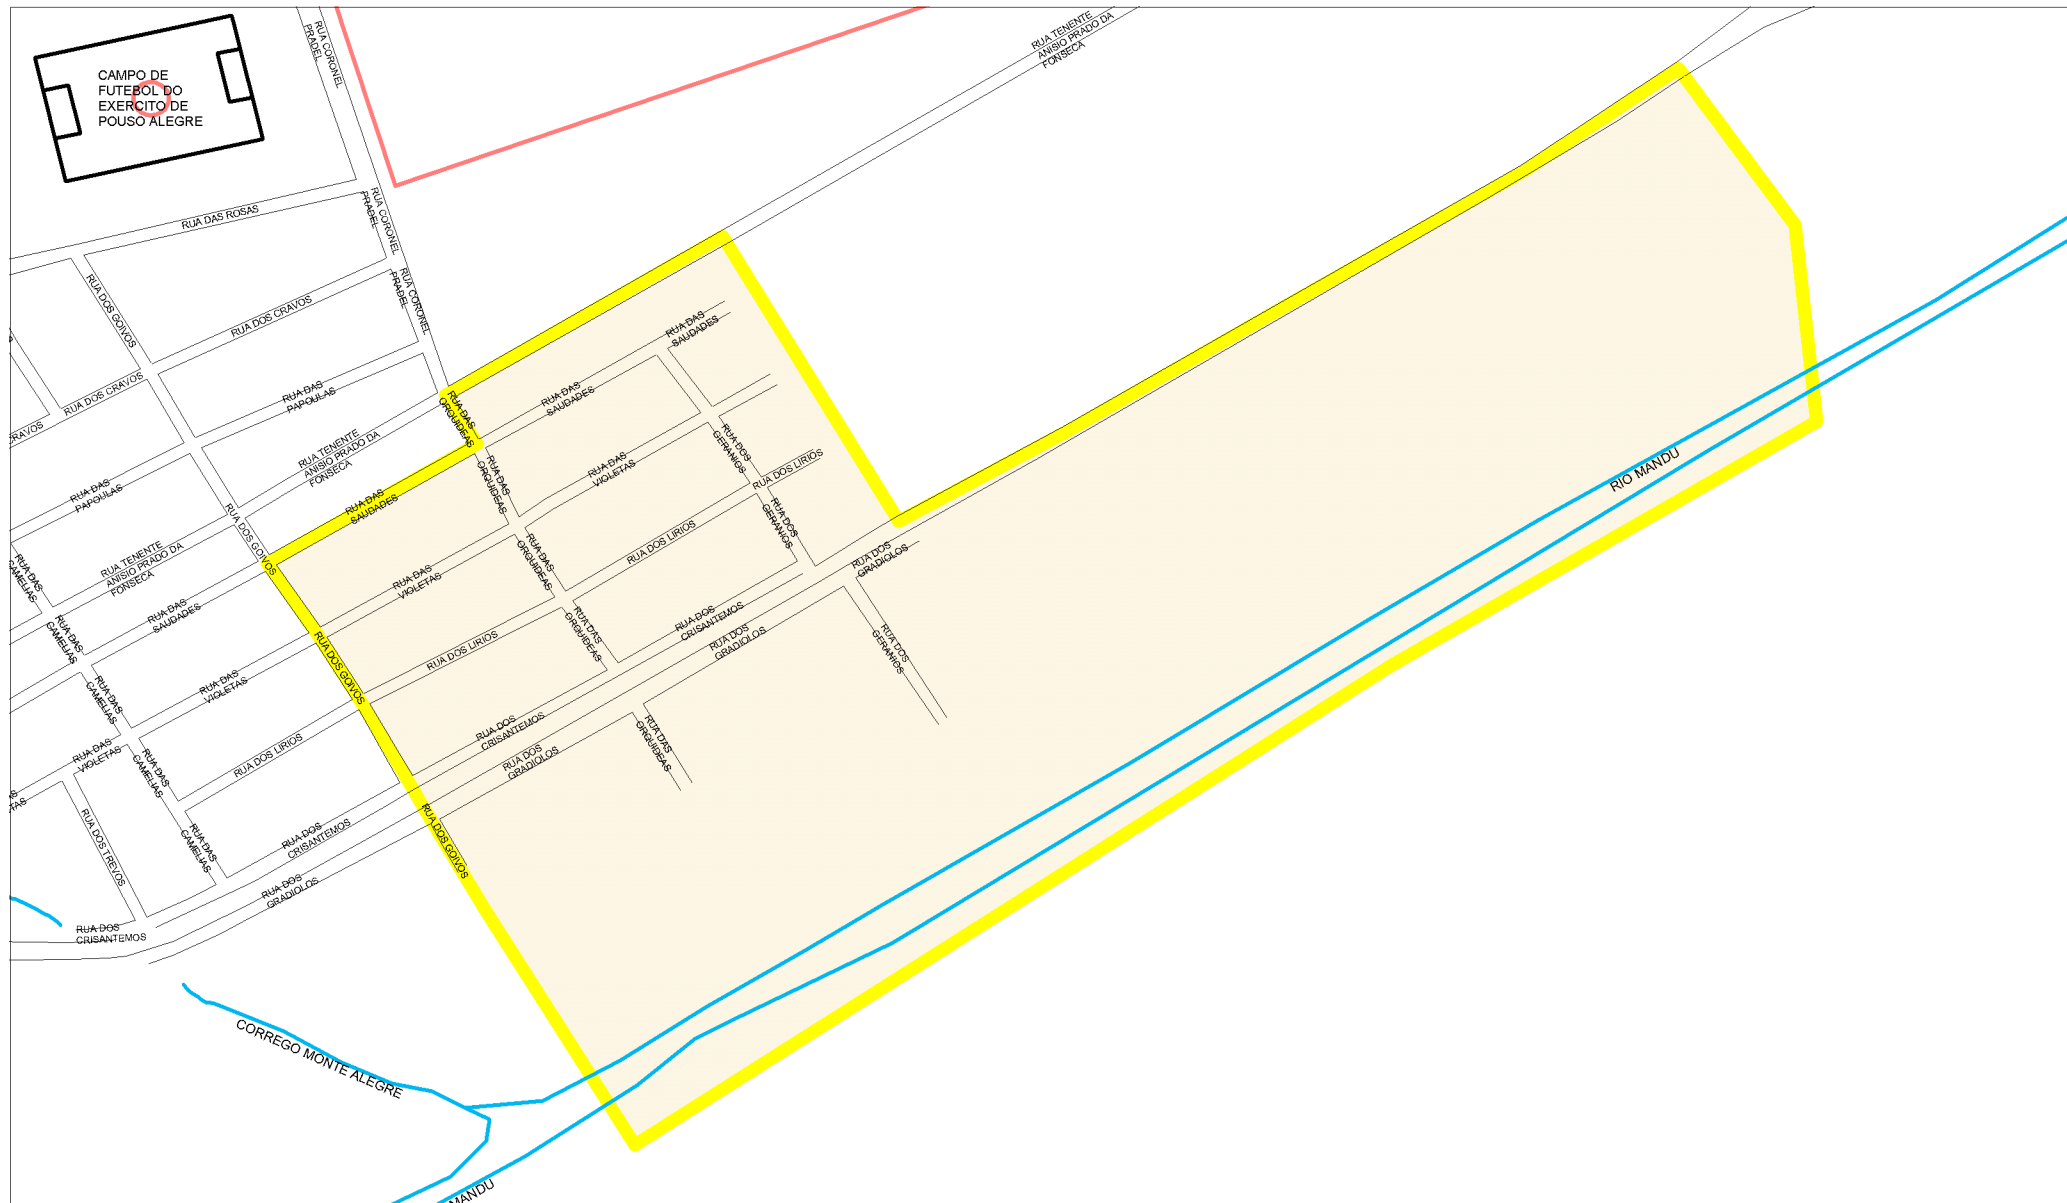 RUA CORONEL
PRADEL
RUA TENENTE
ANISIO PRADO DA
FONSECA
CAMPO DE
FUTEBOL DO
EXERCITO DE
POUSO ALEGRE
RUA DAS ROSAS
RUA CORONEL
PRADEL
RUA CORONEL
PRADEL
RUA DOS GOIVOS
RUA DOS CRAVOS
RUA DOS CRAVOS
CRAVOS
RUA DAS
PAPOULAS
RUA DAS
SAUDADES
RUA DAS
SAUDADES
RUA DAS
ORQUIDEAS
RUA TENENTE
ANISIO PRADO DA
FONSECA
RUA DAS
PAPOULAS
RUA DAS
SAUDADES
RUA DAS
ORQUIDEAS
RUA DAS
VIOLETAS
RUA DOS
GERANIOS
RUA DOS LIRIOS
RIO MANDU
RUA DOS GOIVOS
RUA TENENTE
ANISIO PRADO DA
FONSECA
RUA DAS
CAMELIAS
RUA DAS
SAUDADES
RUA DAS
VIOLETAS
RUA DAS
ORQUIDEAS
RUA DOS LIRIOS
RUA DOS
GERANIOS
RUA DOS
GRADIOLOS
RUA DAS
CAMELIAS
RUA DOS GOIVOS
RUA DOS LIRIOS
RUA DAS
ORQUIDEAS
RUA DOS
CRISANTEMOS
RUA DOS
GRADIOLOS
RUA DOS
GERANIOS
RUA DAS
VIOLETAS
RUA DAS
CAMELIAS
RUA DAS
VIOLETAS
RUA DAS
CAMELIAS
RUA DOS LIRIOS
RUA DOS
CRISANTEMOS
RUA DOS
GRADIOLOS
RUA DAS
ORQUIDEAS
RUA DOS TREVOS
RUA DAS
CAMELIAS
RUA DOS
CRISANTEMOS
RUA DOS GOIVOS
RUA DOS
GRADIOLOS
RUA DOS
CRISANTEMOS
CORREGO MONTE ALEGRE
MANDU